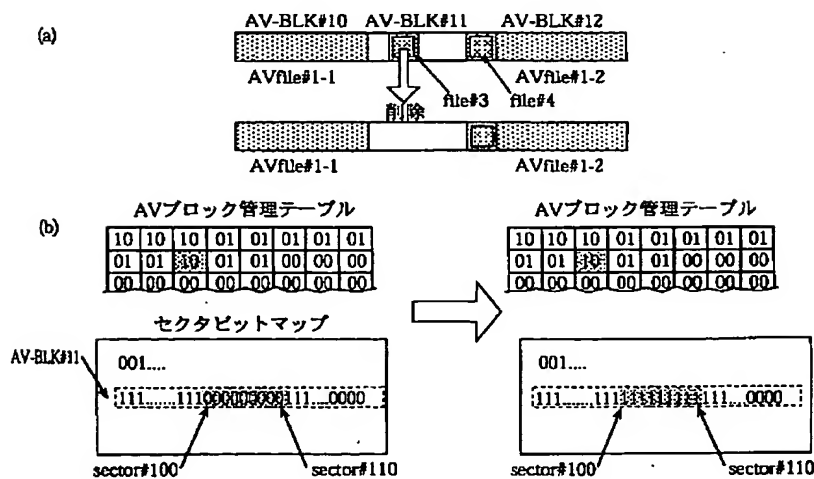 (a)
AV-BLK#10 AV-BLK#11 AV-BLK#12
AVfile#1-1 AVfile#1-2
file#3 file#4
削除
AVfile#1-1 AVfile#1-2
(b)
AVブロック管理テーブル
10 10 10 01 01 01 01 01
01 01 10 01 01 00 00 00
00 00 00 00 00 00 00 00
セクタビットマップ
AV-BLK#11
001....
111......1110000000000111...0000
sector#100 sector#110
AVブロック管理テーブル
10 10 10 01 01 01 01 01
01 01 10 01 01 00 00 00
00 00 00 00 00 00 00 00
001....
111......1111111111111111...0000
sector#100 sector#110